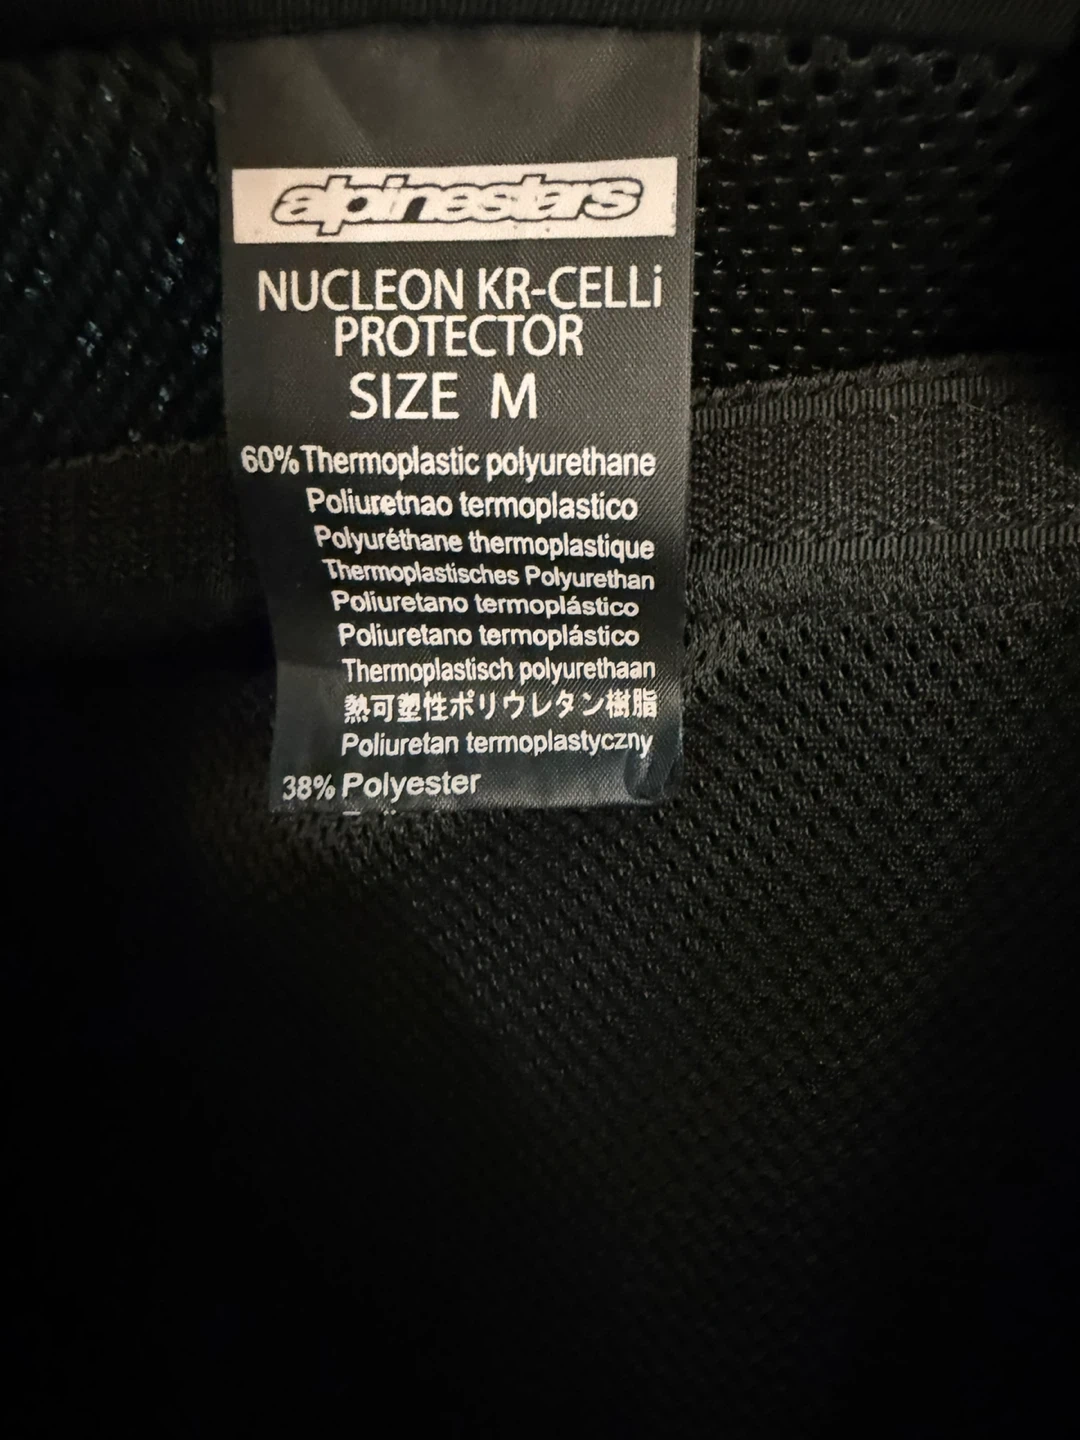 alpinestars
NUCLEON KR-CELLi
PROTECTOR
SIZE M
60% Thermoplastic polyurethane
Poliuretnao termoplastico
Polyuréthane thermoplastique
Thermoplastisches Polyurethan
Poliuretano termoplástico
Poliuretano termoplástico
Thermoplastisch polyurethaan
熱可塑性ポリウレタン樹脂
Poliuretan termoplastyczny
38% Polyester